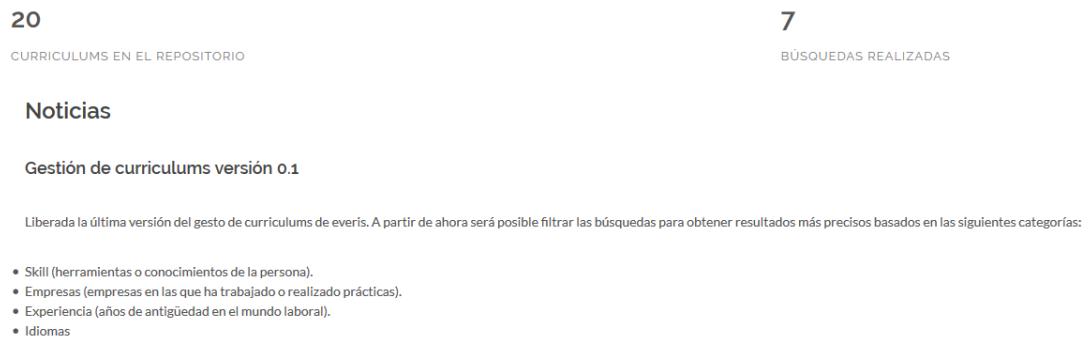 20
CURRICULUMS EN EL REPOSITORIO
7
BÚSQUEDAS REALIZADAS
Noticias
Gestión de curriculums versión 0.1
Liberada la última versión del gesto de curriculums de everis. A partir de ahora será posible filtrar las búsquedas para obtener resultados más precisos basados en las siguientes categorías:
• Skill (herramientas o conocimientos de la persona).
• Empresas (empresas en las que ha trabajado o realizado prácticas).
• Experiencia (años de antigüedad en el mundo laboral).
• Idiomas